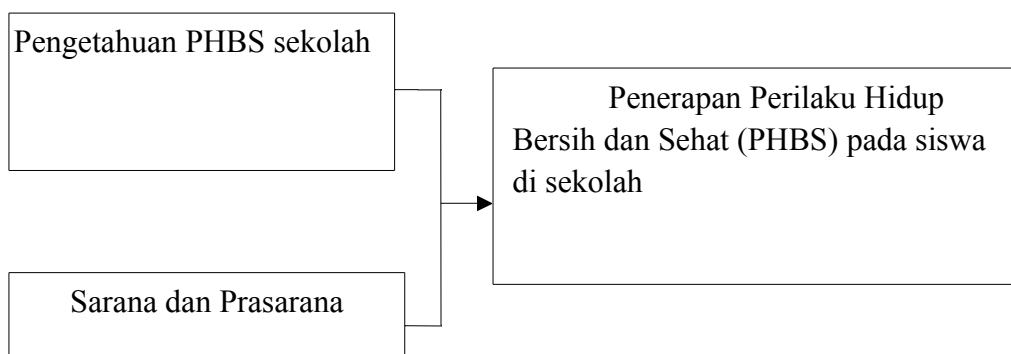 Pengetahuan PHBS sekolah
Penerapan Perilaku Hidup
Bersih dan Sehat (PHBS) pada siswa
di sekolah
Sarana dan Prasarana